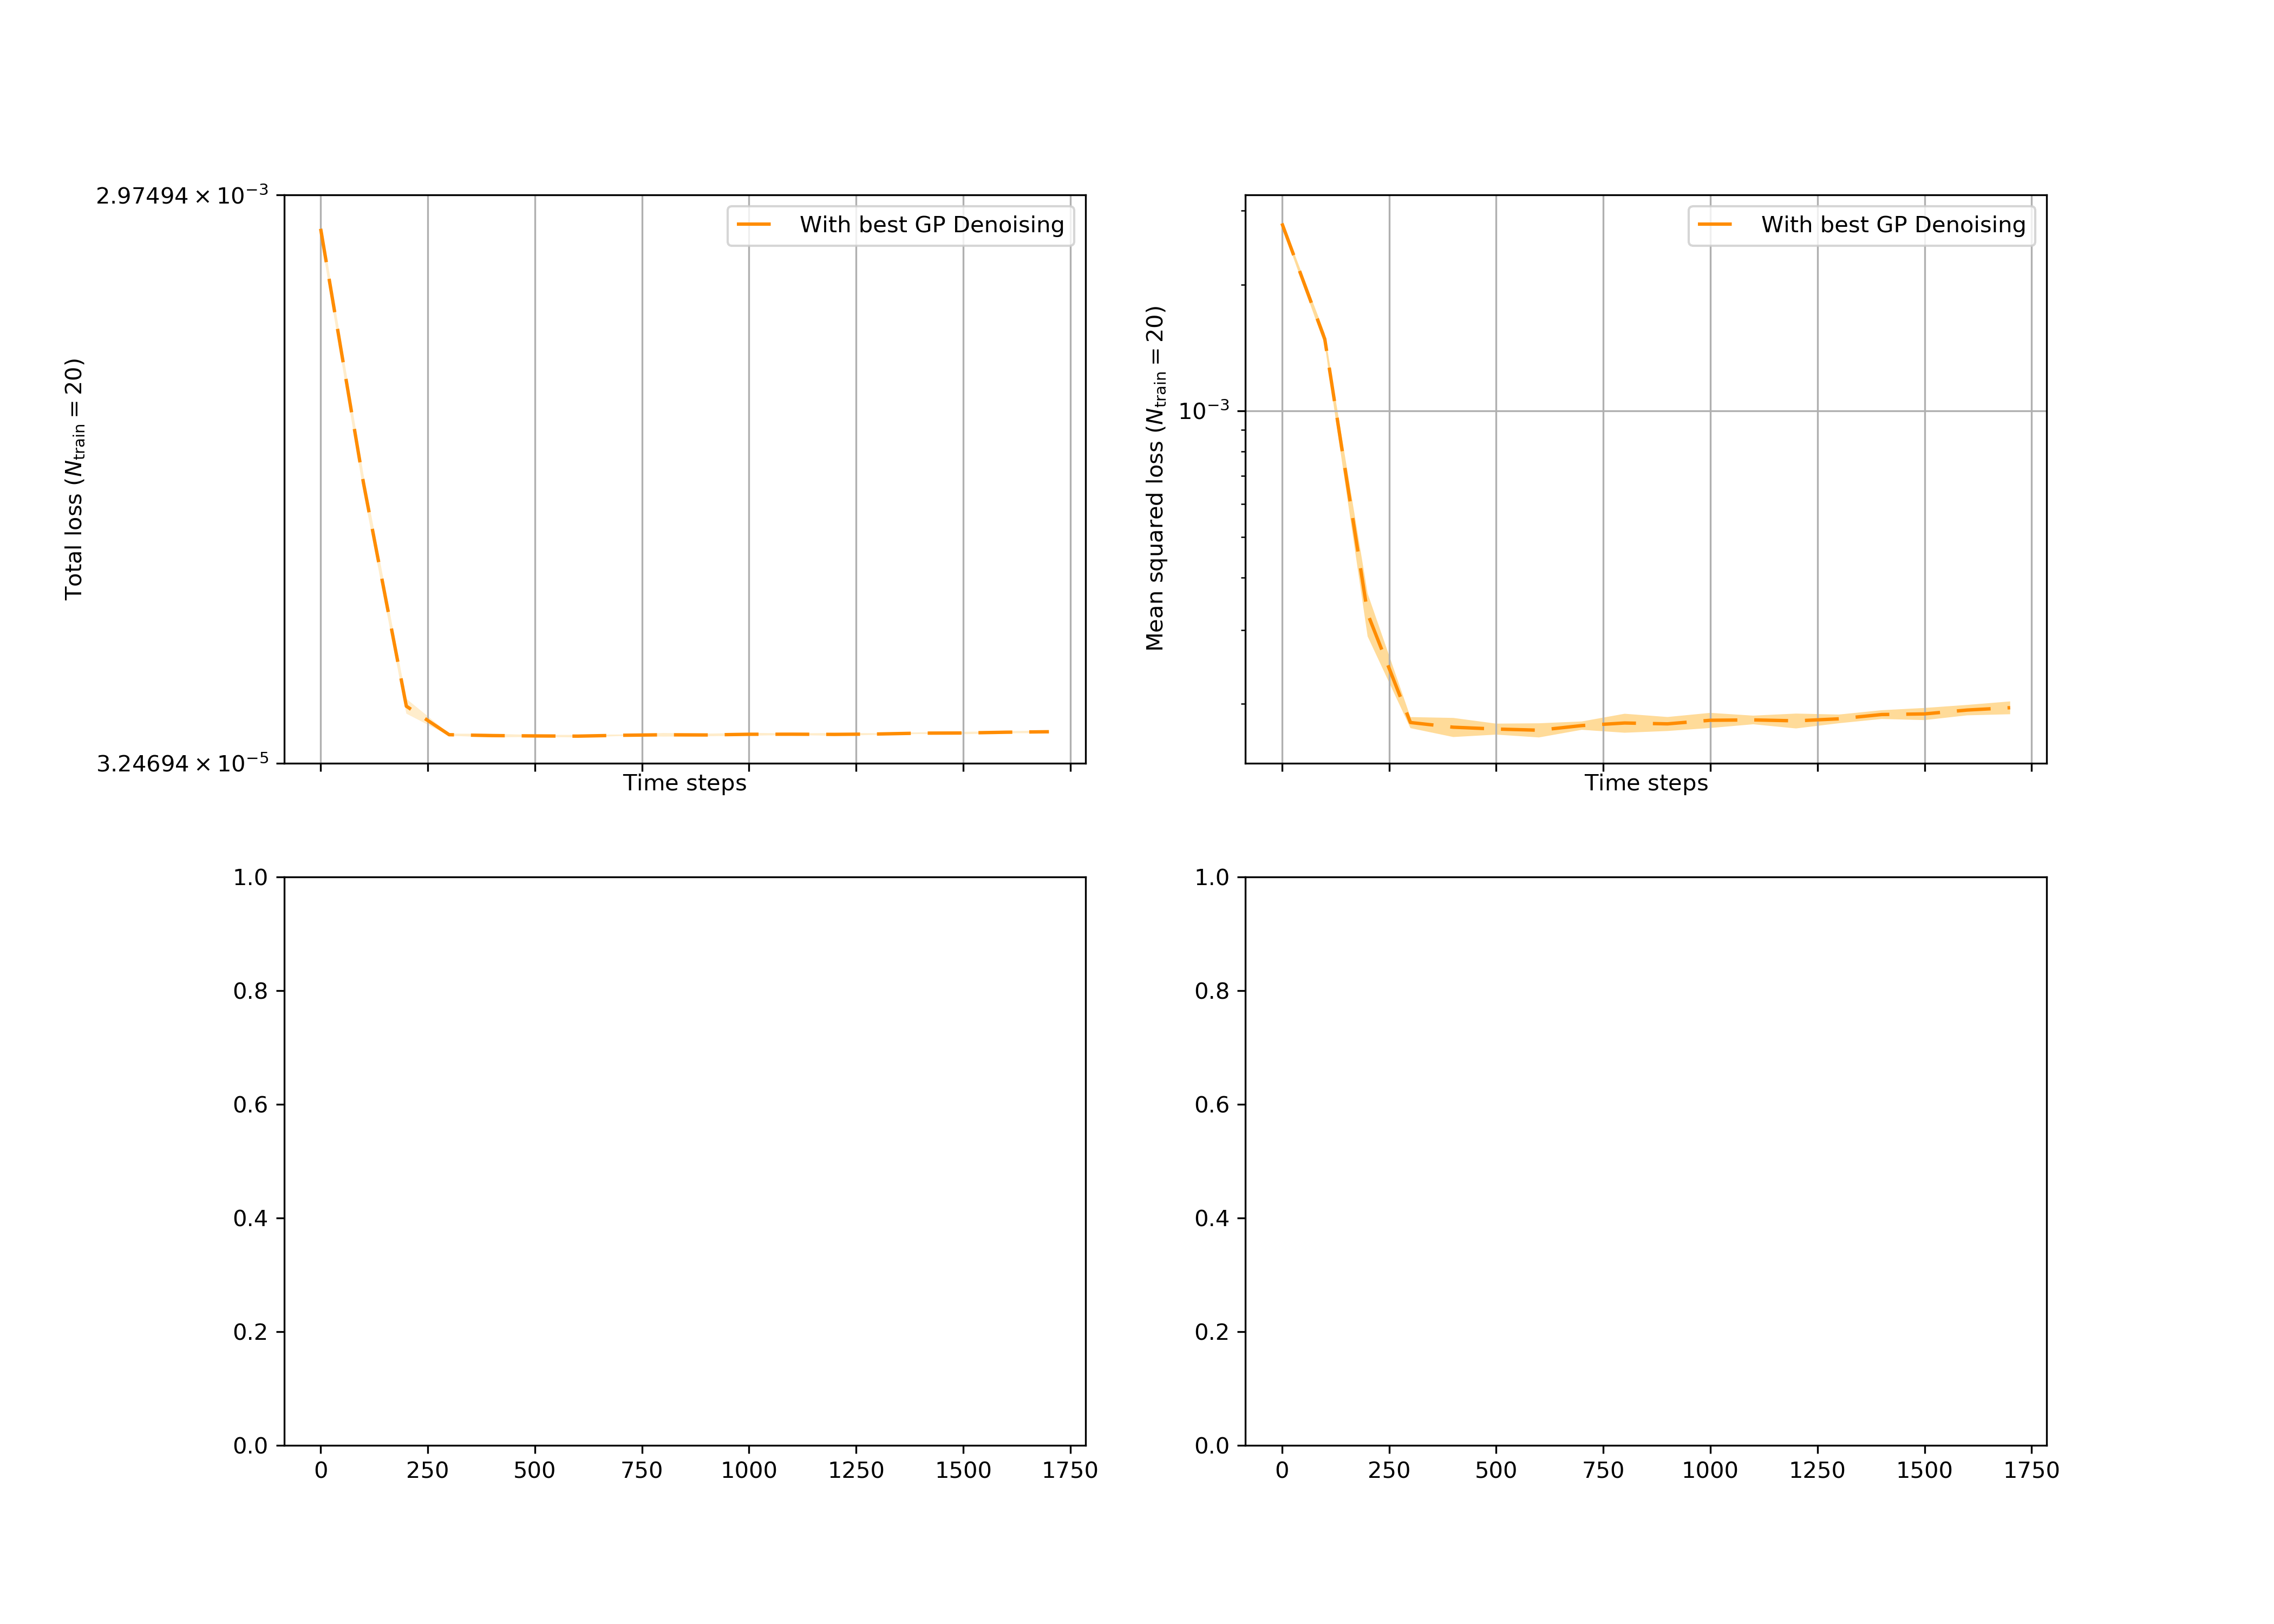 2.97494 × 10⁻³
3.24694 × 10⁻⁵
Total loss (N_train = 20)
With best GP Denoising
Time steps
10⁻³
Mean squared loss (N_train = 20)
With best GP Denoising
Time steps
1.0
0.8
0.6
0.4
0.2
0.0
0 250 500 750 1000 1250 1500 1750
1.0
0.8
0.6
0.4
0.2
0.0
0 250 500 750 1000 1250 1500 1750